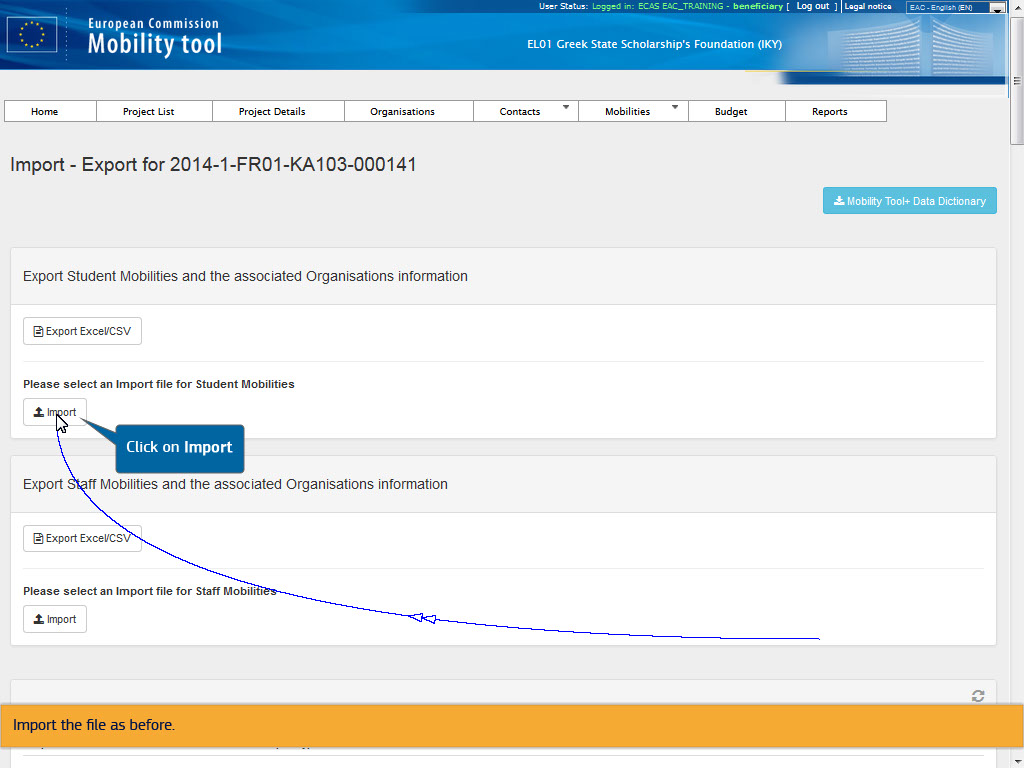 User Status: Logged in: ECAS EAC_TRAINING - beneficiary [ Log out ] Legal notice EAC - English (EN)
European Commission
Mobility tool
EL01 Greek State Scholarship's Foundation (IKY)
Home Project List Project Details Organisations Contacts Mobilities Budget Reports
Import - Export for 2014-1-FR01-KA103-000141
Mobility Tool+ Data Dictionary
Export Student Mobilities and the associated Organisations information
Export Excel/CSV
Please select an Import file for Student Mobilities
Import
Click on Import
Export Staff Mobilities and the associated Organisations information
Export Excel/CSV
Please select an Import file for Staff Mobilities
Import
Import the file as before.